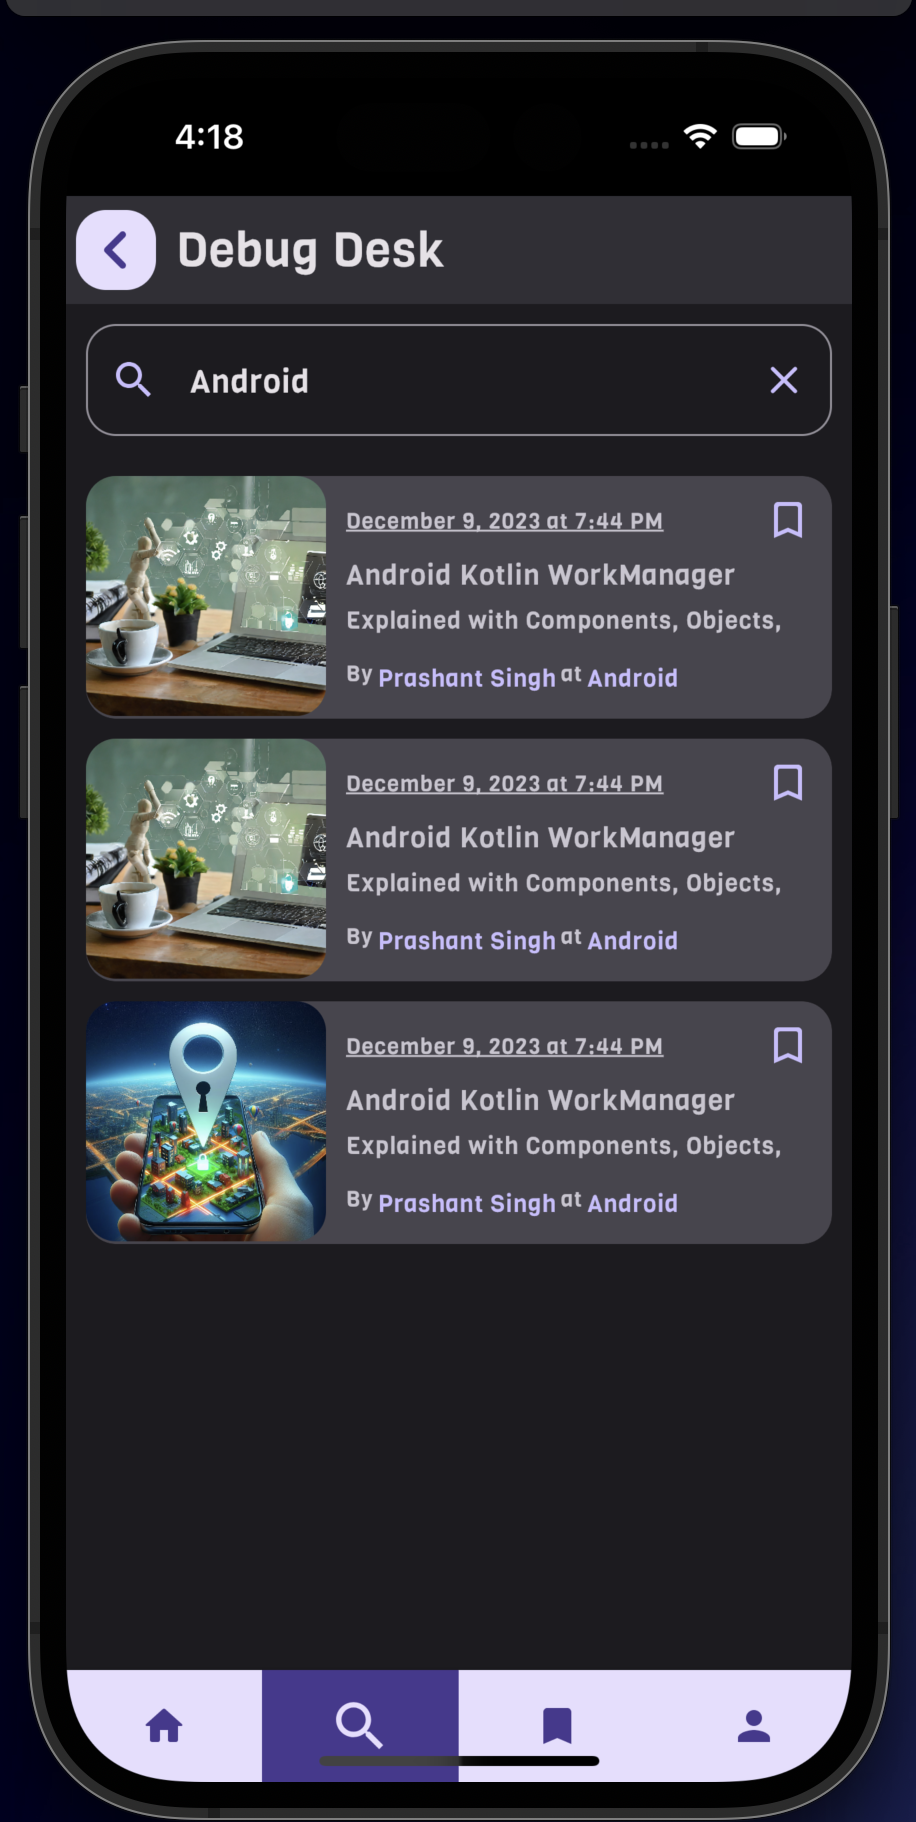 4:18
Debug Desk
Android
December 9, 2023 at 7:44 PM
Android Kotlin WorkManager
Explained with Components, Objects,
By Prashant Singh at Android
December 9, 2023 at 7:44 PM
Android Kotlin WorkManager
Explained with Components, Objects,
By Prashant Singh at Android
December 9, 2023 at 7:44 PM
Android Kotlin WorkManager
Explained with Components, Objects,
By Prashant Singh at Android